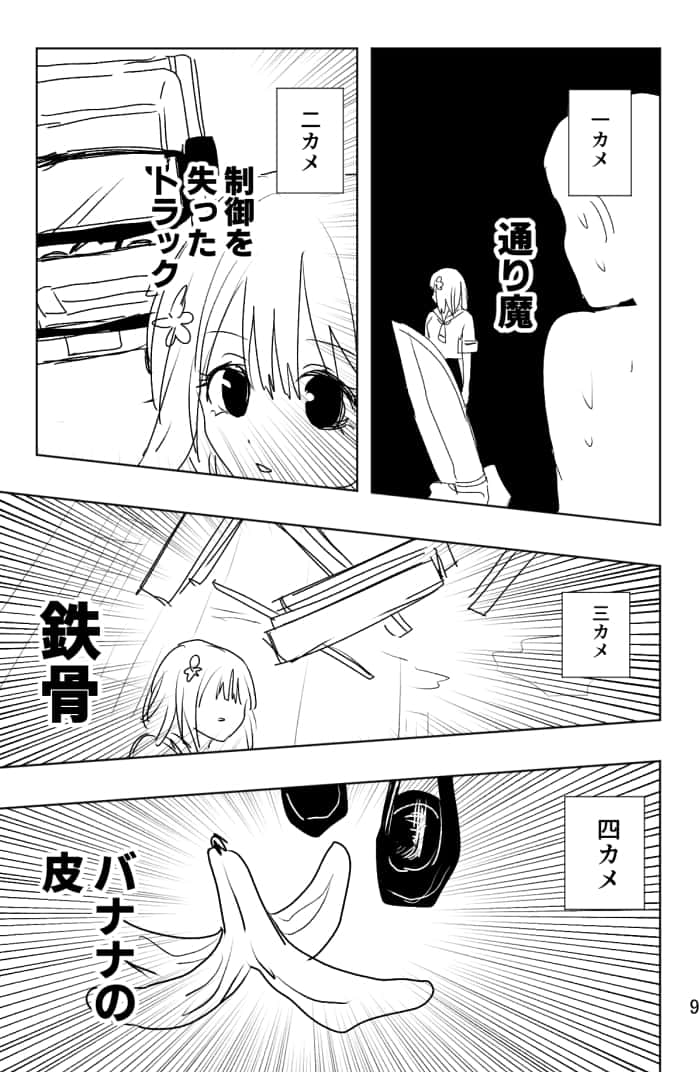 一カメ
通り魔
二カメ
制御を
失った
トラック
三カメ
鉄骨
四カメ
バナナの
皮
9